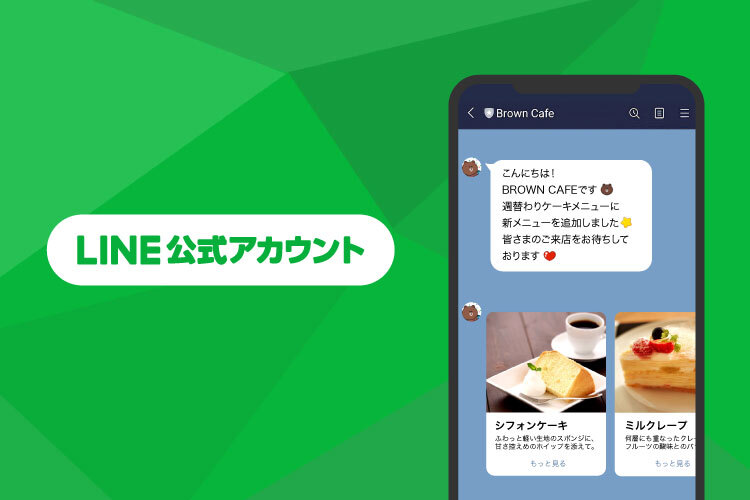 LINE公式アカウント
Brown Cafe
こんにちは！
BROWN CAFEです
週替わりケーキメニューに
新メニューを追加しました
皆さまのご来店をお待ちして
おります
シフォンケーキ
ふわっと軽い生地のスポンジに、
甘さ控えめのホイップを添えて。
もっと見る
ミルクレープ
何層にも重なったクレ
フルーツの酸味とのバ
もっと見る